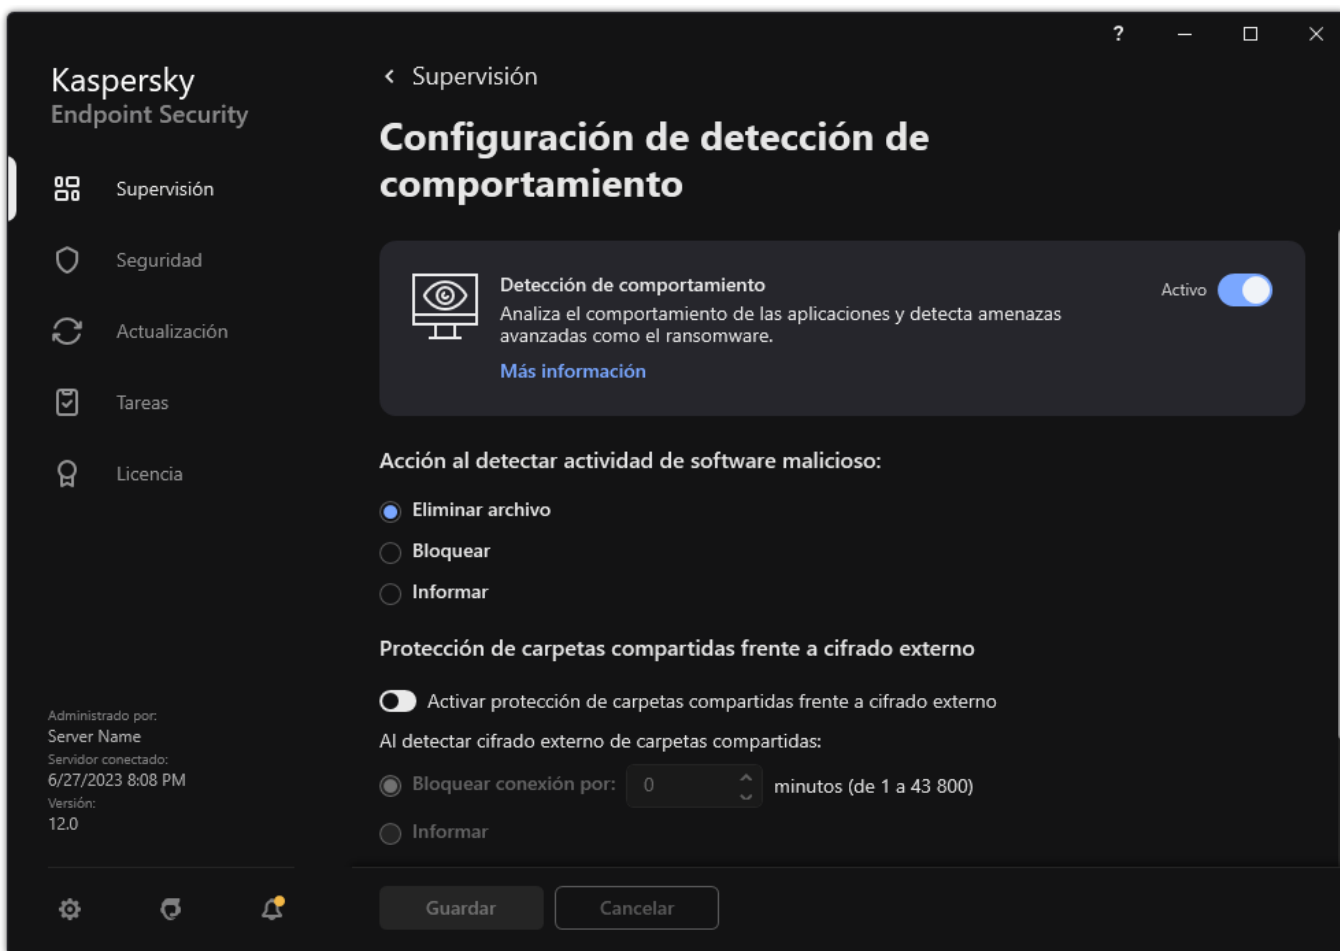 ?
Kaspersky
Endpoint Security
Supervisión
Seguridad
Actualización
Tareas
Licencia
Administrado por:
Server Name
Servidor conectado:
6/27/2023 8:08 PM
Versión:
12.0
Supervisión
Configuración de detección de
comportamiento
Detección de comportamiento
Analiza el comportamiento de las aplicaciones y detecta amenazas
avanzadas como el ransomware.
Más información
Activo
Acción al detectar actividad de software malicioso:
Eliminar archivo
Bloquear
Informar
Protección de carpetas compartidas frente a cifrado externo
Activar protección de carpetas compartidas frente a cifrado externo
Al detectar cifrado externo de carpetas compartidas:
Bloquear conexión por: 0 minutos (de 1 a 43 800)
Informar
Guardar Cancelar